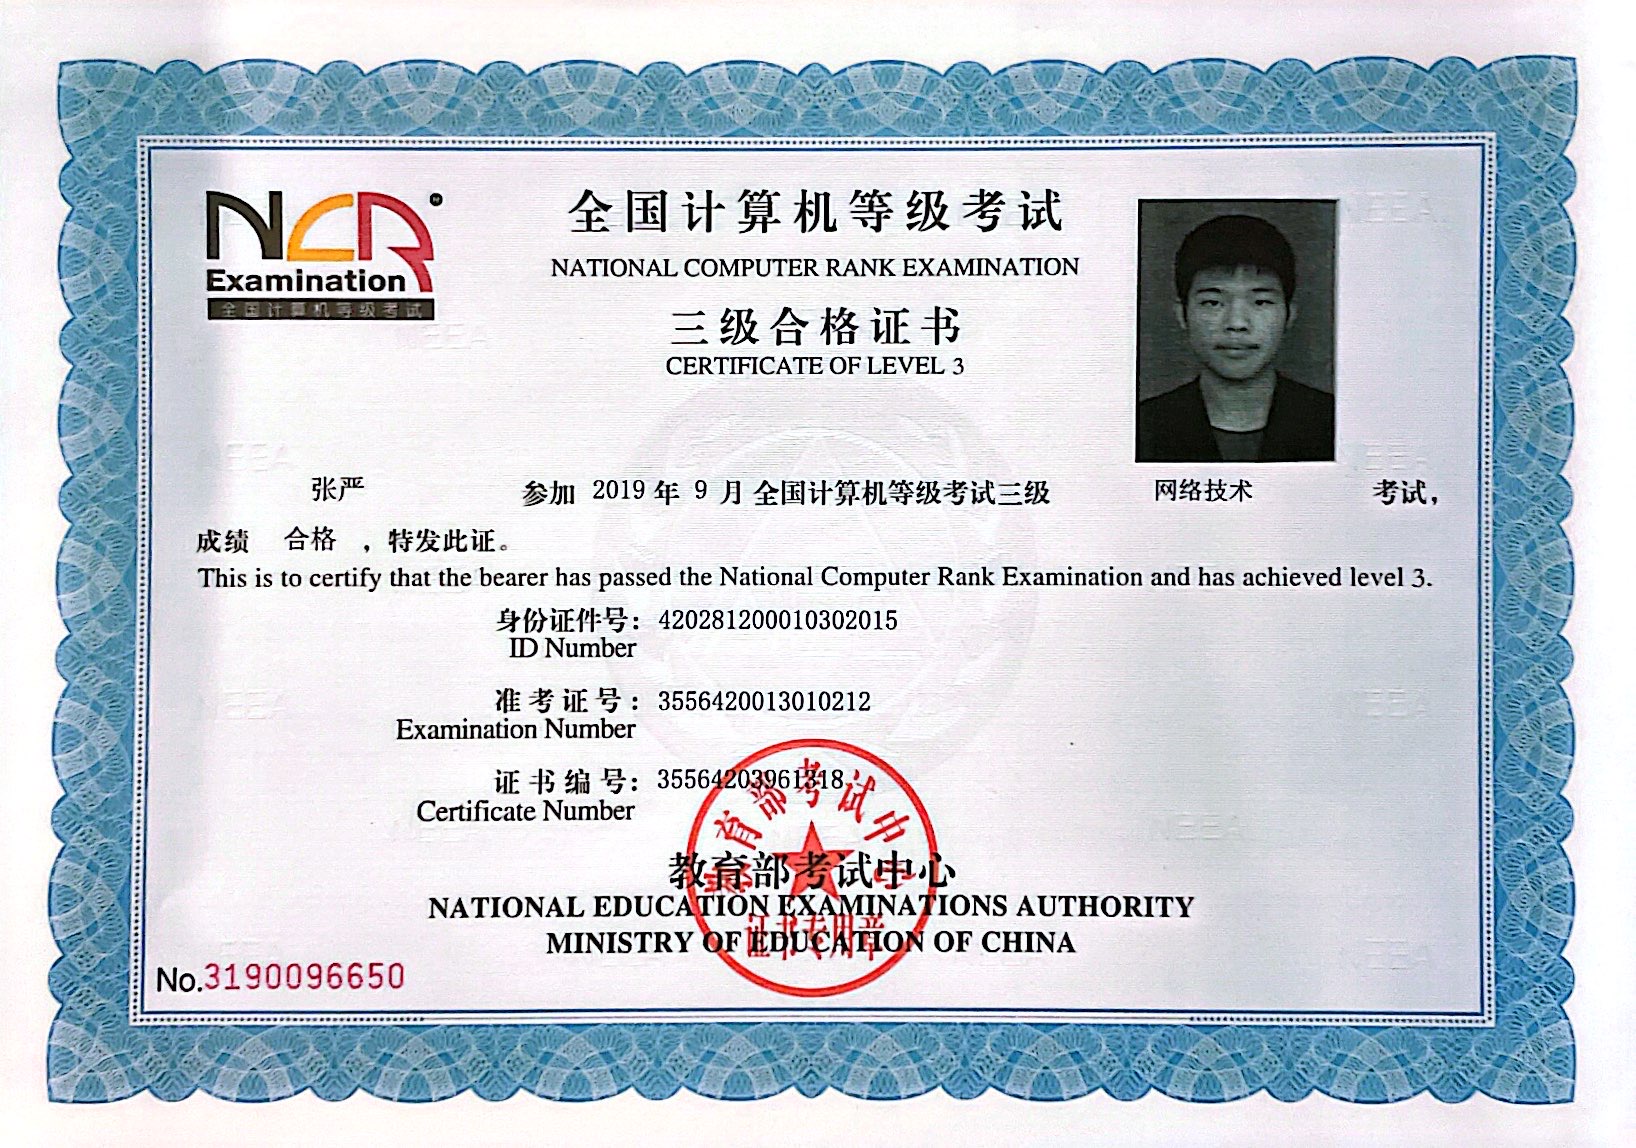 NCR
Examination
全国计算机等级考试
全国计算机等级考试
NATIONAL COMPUTER RANK EXAMINATION
三级合格证书
CERTIFICATE OF LEVEL 3
张严 参加 2019 年 9 月 全国计算机等级考试三级 网络技术 考试，
成绩 合格 ，特发此证。
This is to certify that the bearer has passed the National Computer Rank Examination and has achieved level 3.
身份证件号： 420281200010302015
ID Number
准考证号： 3556420013010212
Examination Number
证书编号： 35564203961318
Certificate Number
教育部考试中心
教育部考试中心
NATIONAL EDUCATION EXAMINATIONS AUTHORITY
证书专用章
MINISTRY OF EDUCATION OF CHINA
No.3190096650